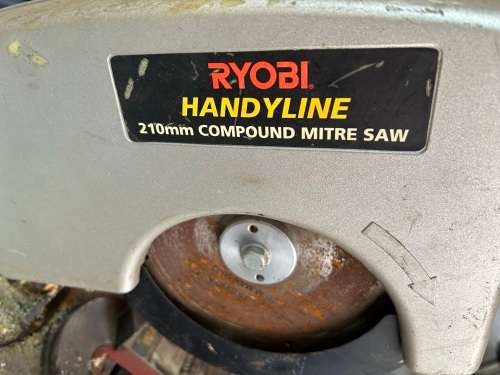 RYOBI
HANDYLINE
210mm COMPOUND MITRE SAW